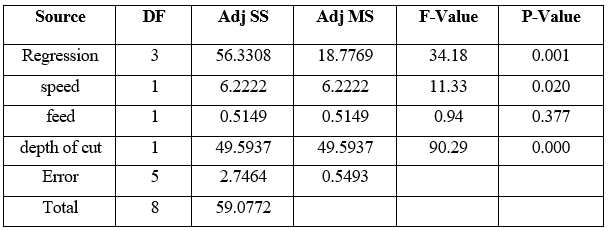 Source DF Adj SS Adj MS F-Value P-Value
Regression 3 56.3308 18.7769 34.18 0.001
speed 1 6.2222 6.2222 11.33 0.020
feed 1 0.5149 0.5149 0.94 0.377
depth of cut 1 49.5937 49.5937 90.29 0.000
Error 5 2.7464 0.5493
Total 8 59.0772